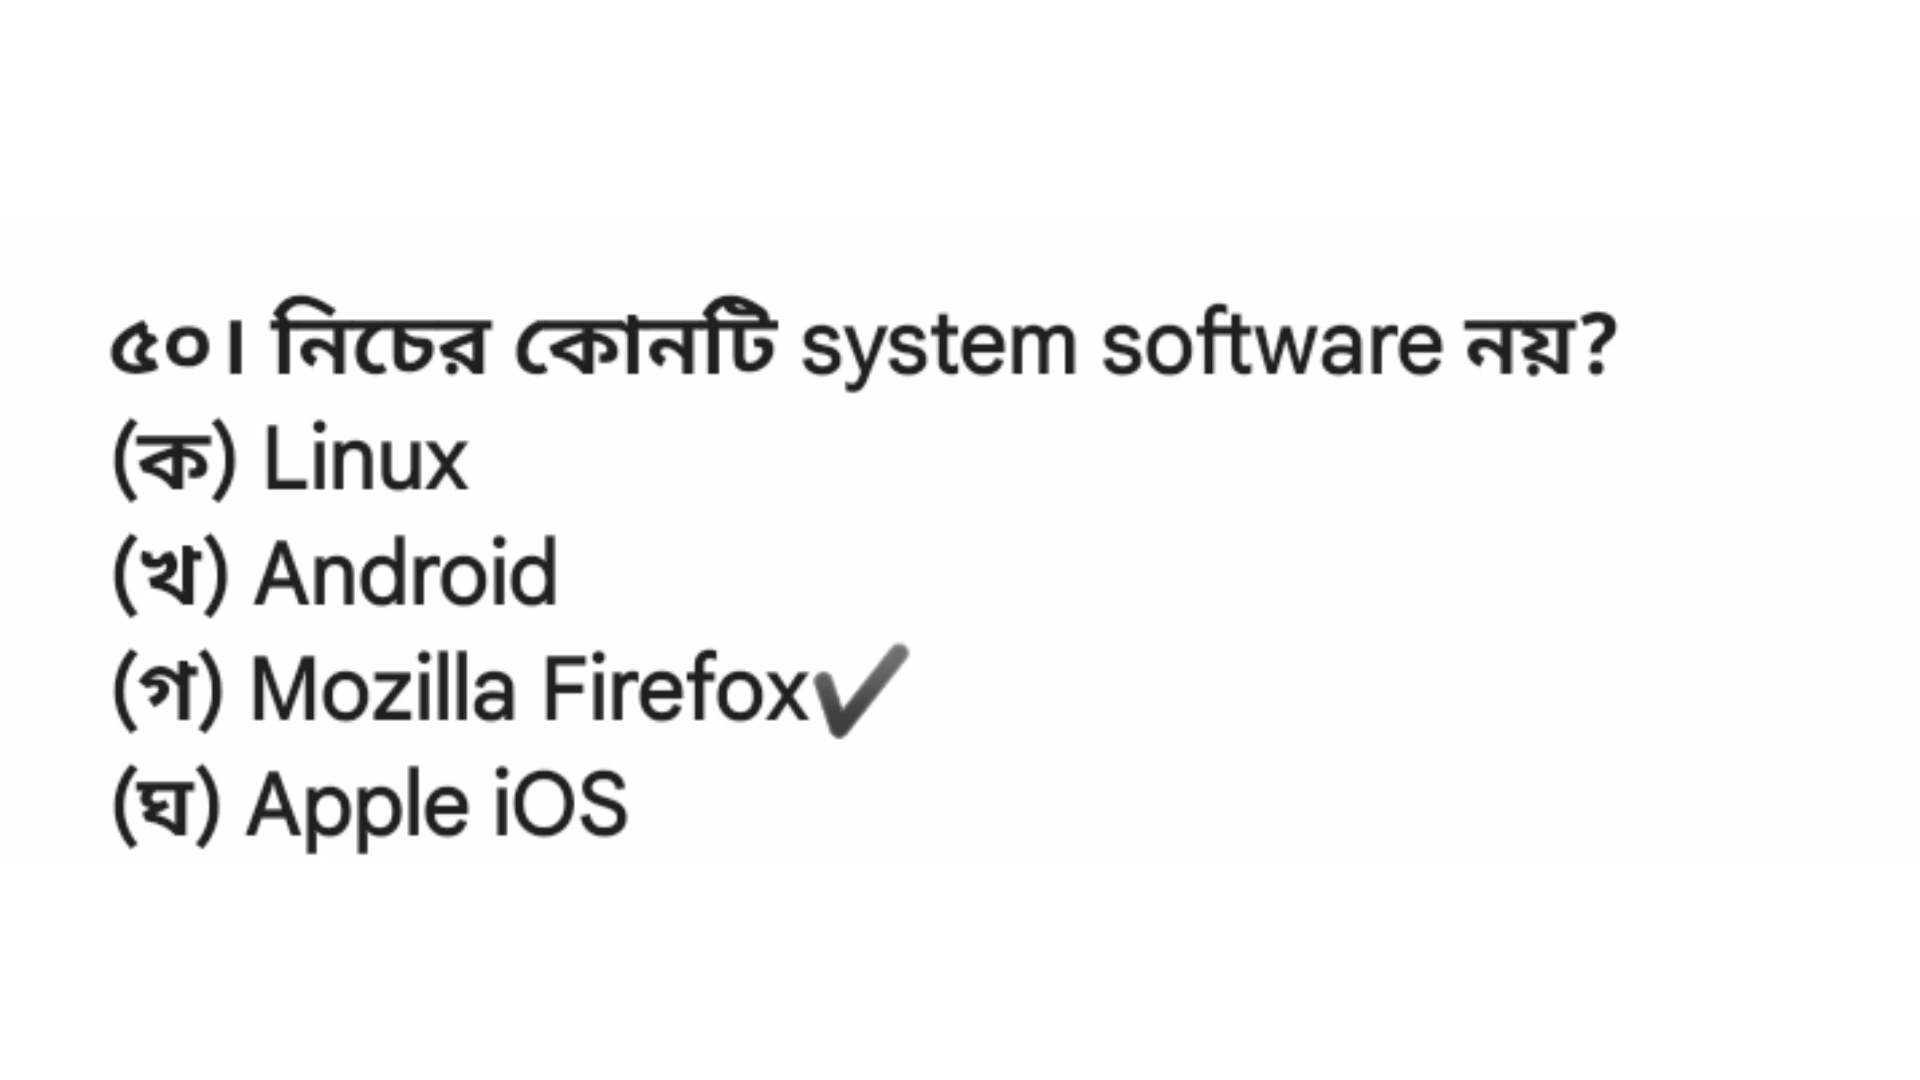 ৫০। নিচের কোনটি system software নয়?
(ক) Linux
(খ) Android
(গ) Mozilla Firefox✔
(ঘ) Apple iOS